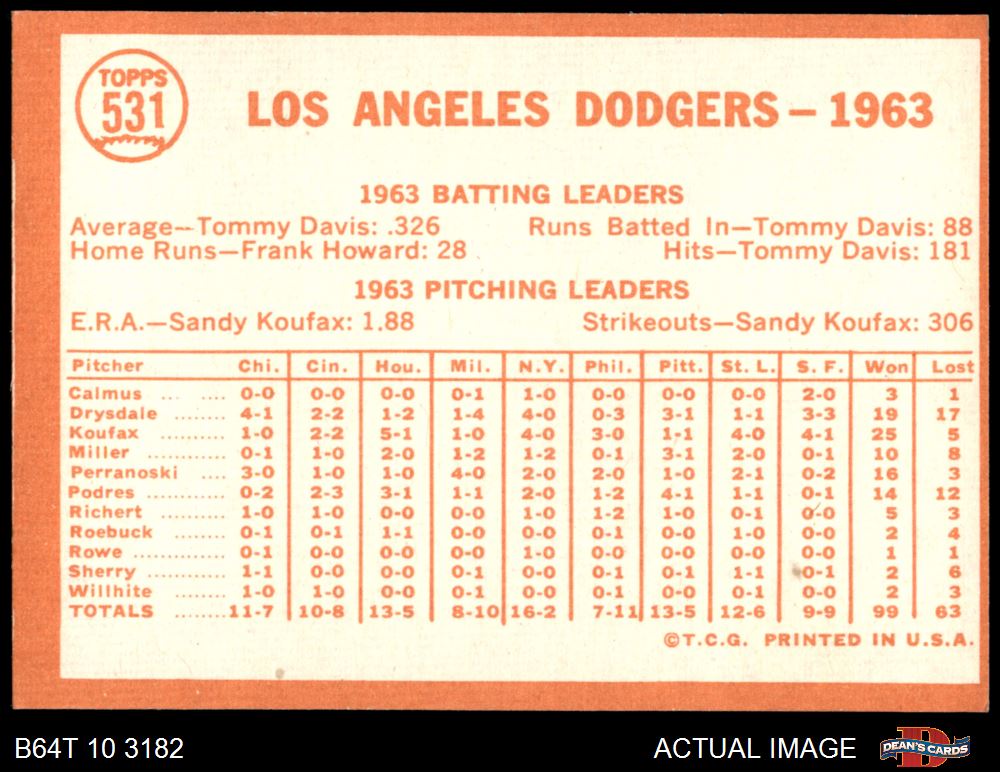 TOPPS
531
LOS ANGELES DODGERS – 1963
1963 BATTING LEADERS
Average—Tommy Davis: .326 Runs Batted In—Tommy Davis: 88
Home Runs—Frank Howard: 28 Hits—Tommy Davis: 181
1963 PITCHING LEADERS
E.R.A.—Sandy Koufax: 1.88 Strikeouts—Sandy Koufax: 306
Pitcher Chi. Cin. Hou. Mil. N.Y. Phil. Pitt. St. L. S. F. Won Lost
Calmus ... .... 0-0 0-0 0-0 0-1 1-0 0-0 0-0 0-0 2-0 3 1
Drysdale .......... 4-1 2-2 1-2 1-4 4-0 0-3 3-1 1-1 3-3 19 17
Koufax .......... 1-0 2-2 5-1 1-0 4-0 3-0 1-1 4-0 4-1 25 5
Miller .......... 0-1 1-0 2-0 1-2 1-2 0-1 3-1 2-0 0-1 10 8
Perranoski .... 3-0 1-0 1-0 4-0 2-0 2-0 1-0 2-1 0-2 16 3
Podres ............ 0-2 2-3 3-1 1-1 2-0 1-2 4-1 1-1 0-1 14 12
Richert .......... 1-0 1-0 0-0 0-0 1-0 1-2 1-0 0-1 0-0 5 3
Roebuck .......... 0-1 0-1 1-1 0-0 0-0 0-1 0-0 1-0 0-0 2 4
Rowe .............. 0-1 0-0 0-0 0-0 1-0 0-0 0-0 0-0 0-0 1 1
Sherry ............ 1-1 0-0 0-0 0-1 0-0 0-1 0-1 1-1 0-1 2 6
Willhite .......... 1-0 1-0 0-0 0-1 0-0 0-1 0-0 0-1 0-0 2 3
TOTALS ........ 11-7 10-8 13-5 8-10 16-2 7-11 13-5 12-6 9-9 99 63
©T.C.G. PRINTED IN U.S.A.
B64T 10 3182 ACTUAL IMAGE
D
DEAN'S CARDS